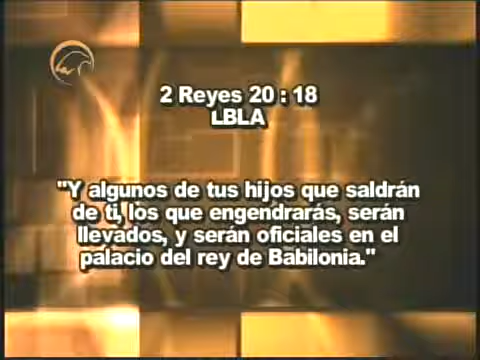 2 Reyes 20 : 18
LBLA
"Y algunos de tus hijos que saldrán
de ti, los que engendrarás, serán
llevados, y serán oficiales en el
palacio del rey de Babilonia."